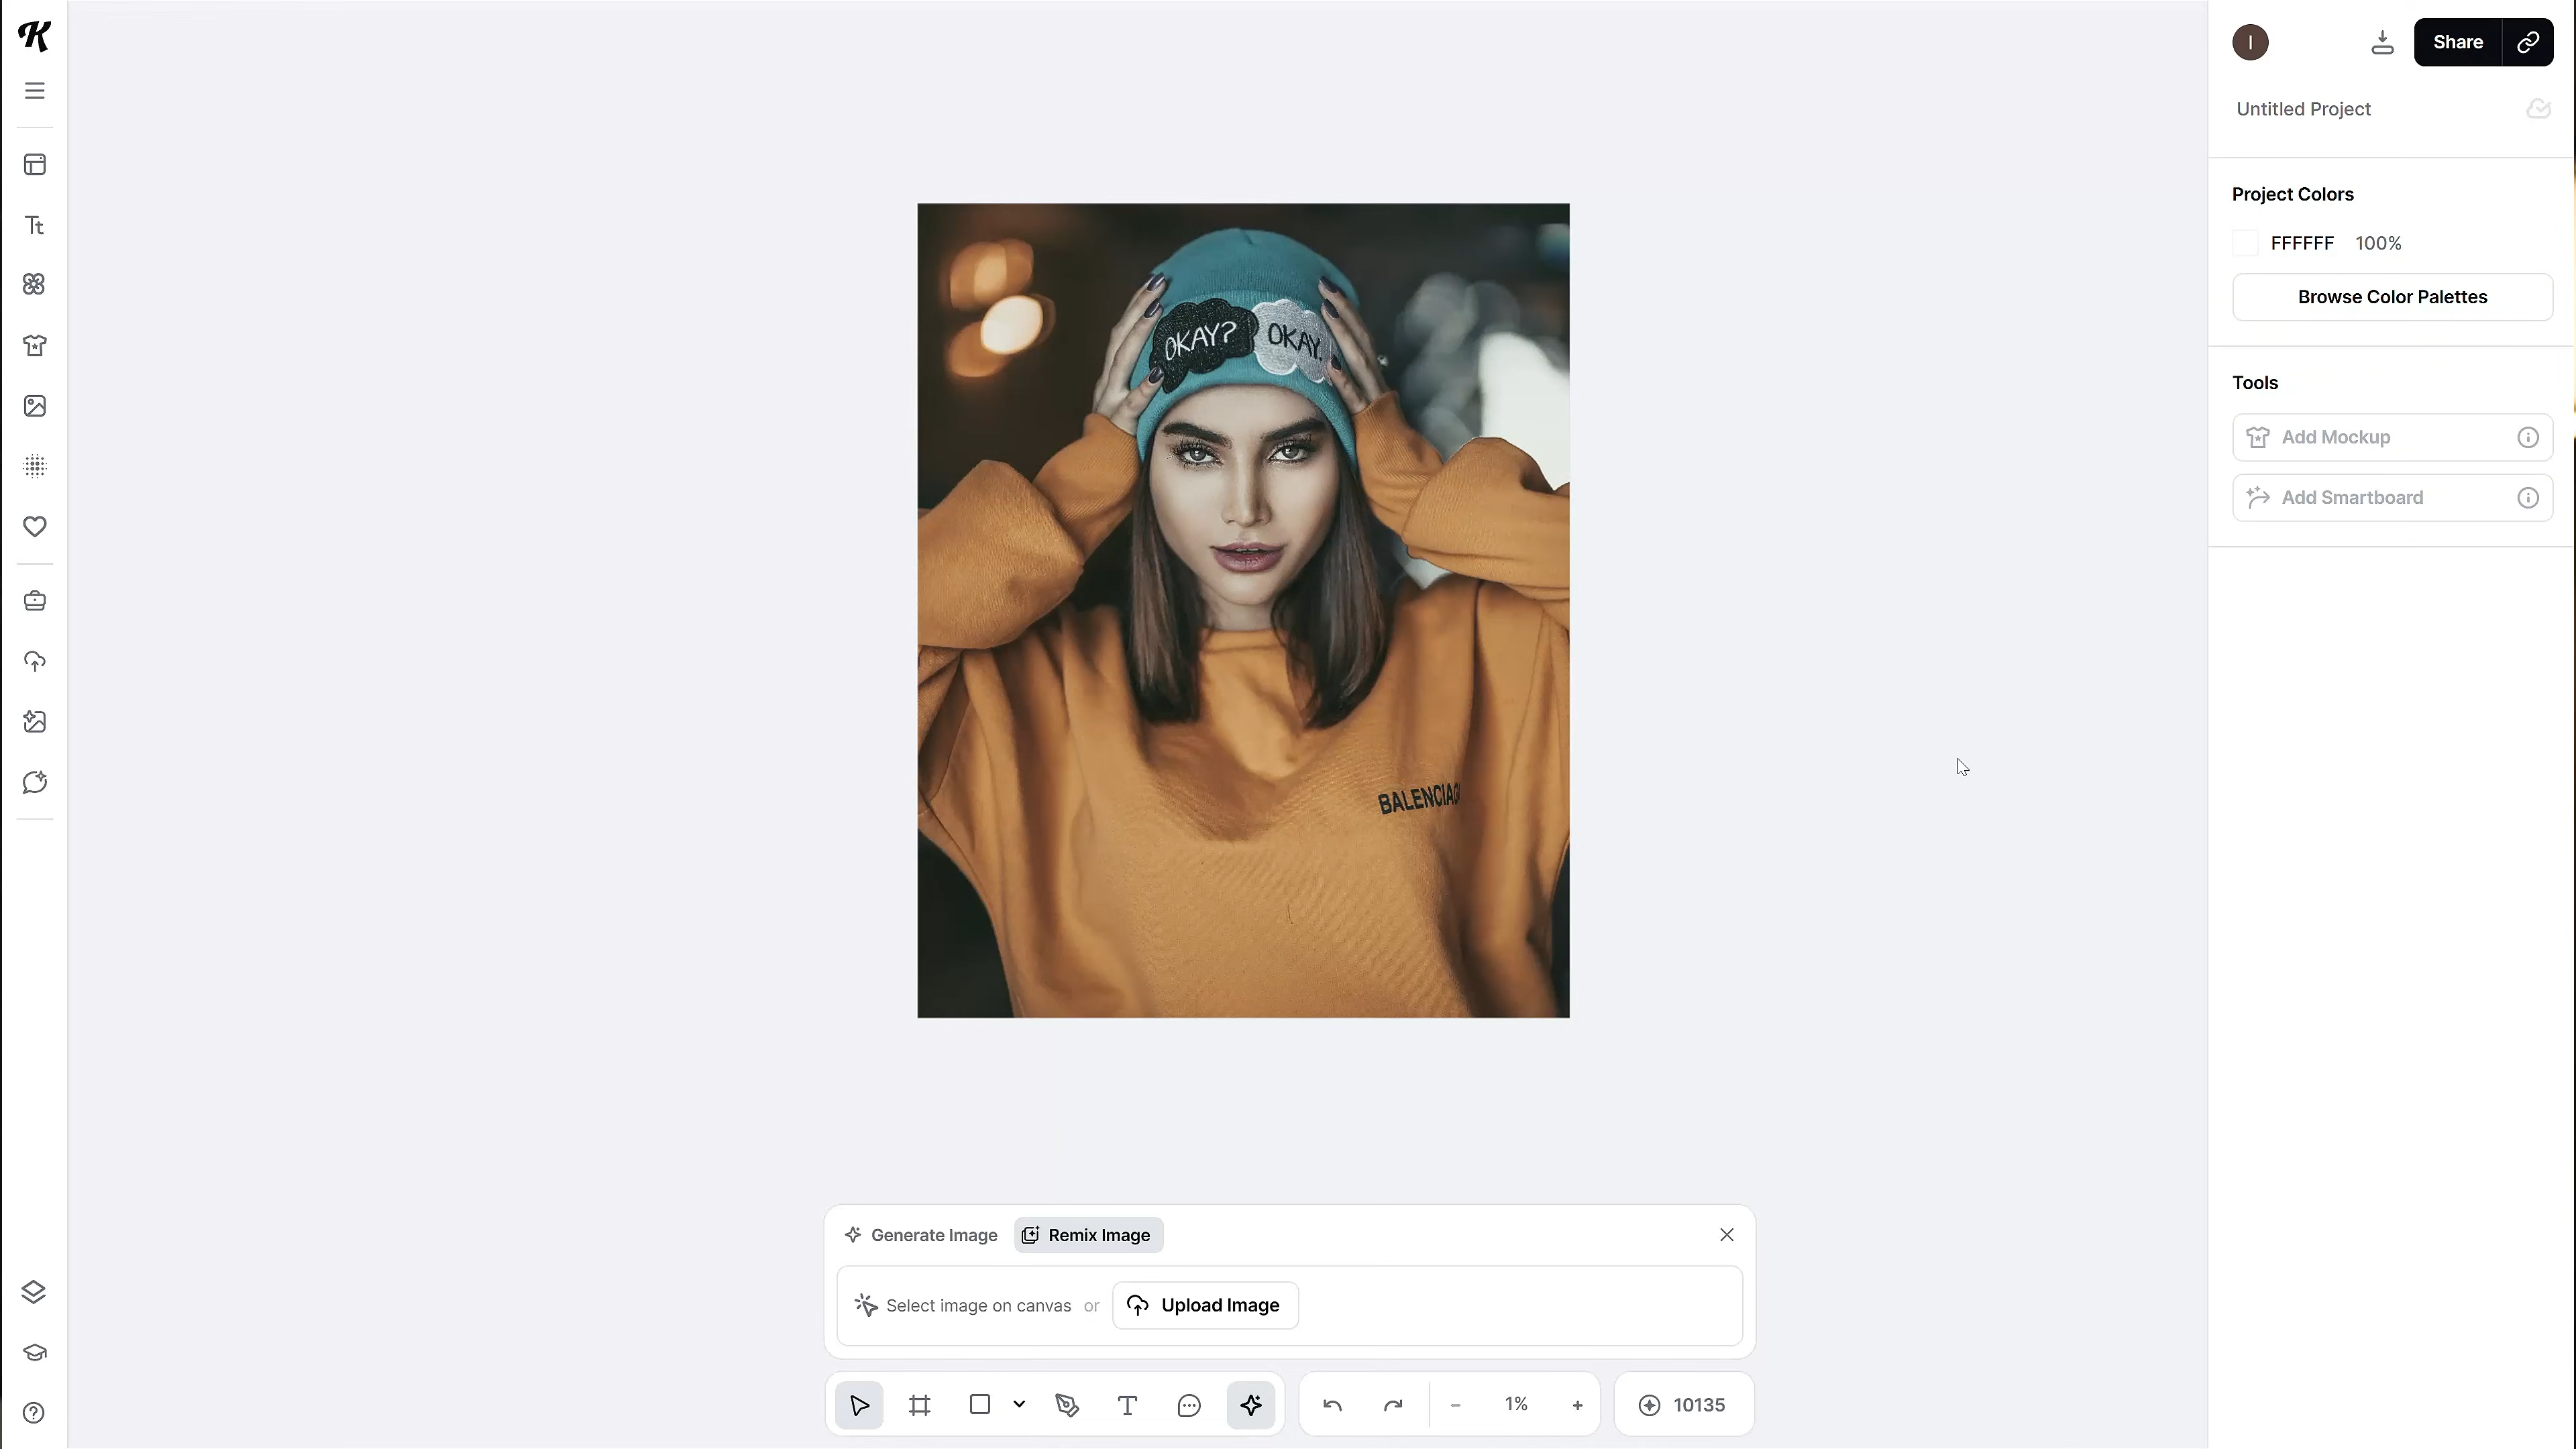 K
I
Share
Untitled Project
Project Colors
FFFFFF 100%
Browse Color Palettes
Tools
Add Mockup
Add Smartboard
Tt
OKAY?
OKAY.
BALENCIAG
Generate Image
Remix Image
Select image on canvas or
Upload Image
1%
10135